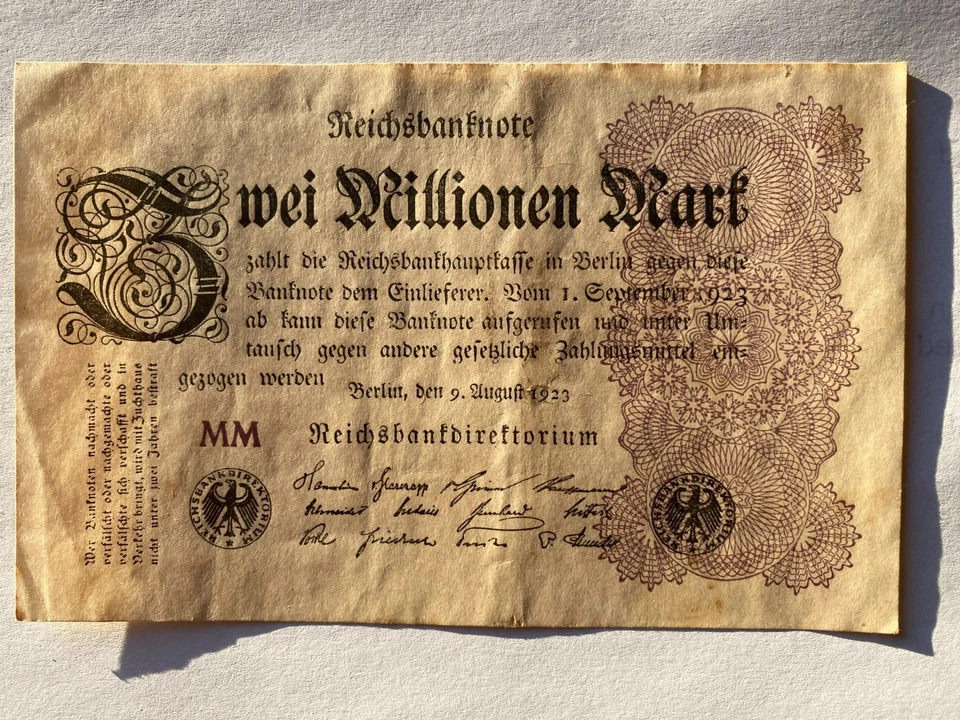 Reichsbanknote
Zwei Millionen Mark
zahlt die Reichsbankhauptkasse in Berlin gegen diese
Banknote dem Einlieferer. Vom 1. September 1923
ab kann diese Banknote aufgerufen und unter Um-
tausch gegen andere gesetzliche Zahlungsmittel ein-
gezogen werden
Berlin, den 9. August 1923
MM Reichsbankdirektorium
REICHSBANKDIREKTORIUM
REICHSBANKDIREKTORIUM
Wer Banknoten nachmacht oder
verfälscht oder nachgemachte oder
verfälschte sich verschafft und in
Verkehr bringt, wird mit Zuchthaus
nicht unter zwei Jahren bestraft